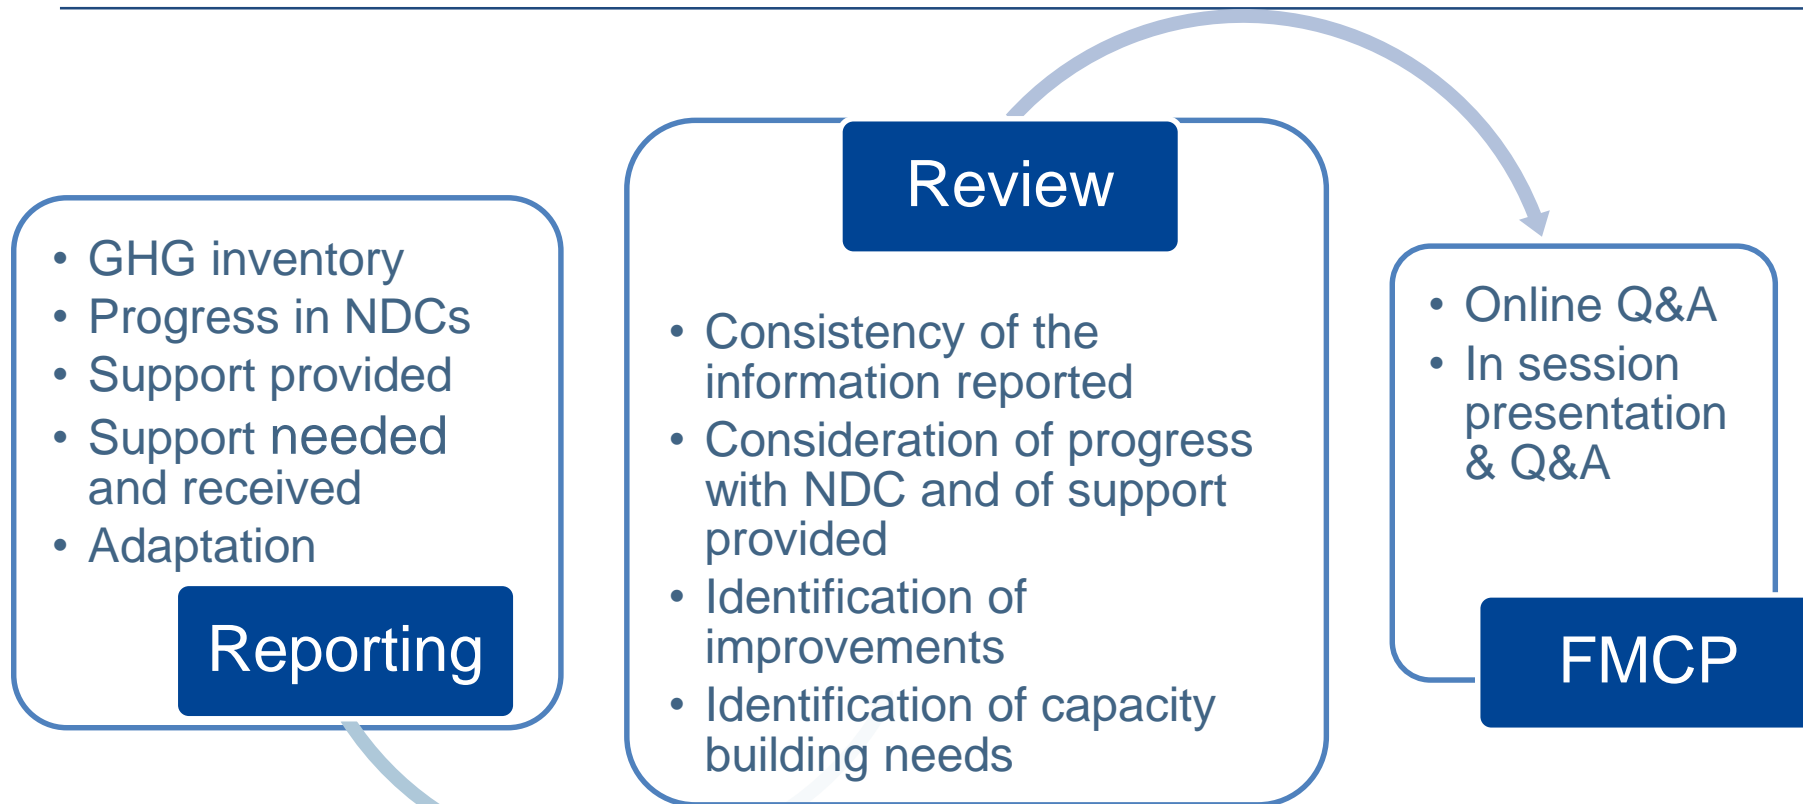 • GHG inventory
• Progress in NDCs
• Support provided
• Support needed
and received
• Adaptation
Reporting
Review
• Consistency of the
information reported
• Consideration of progress
with NDC and of support
provided
• Identification of
improvements
• Identification of capacity
building needs
• Online Q&A
• In session
presentation
& Q&A
FMCP